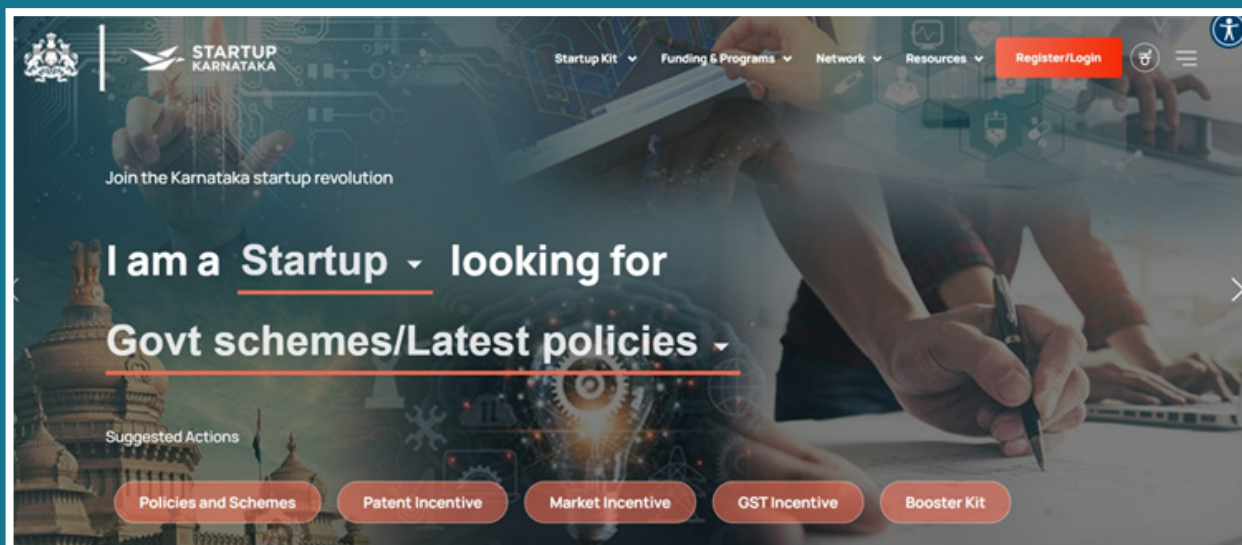 STARTUP
KARNATAKA
Startup Kit
Funding & Programs
Network
Resources
Register/Login
ಕ
Join the Karnataka startup revolution
I am a Startup looking for
Govt schemes/Latest policies
Suggested Actions
Policies and Schemes
Patent Incentive
Market Incentive
GST Incentive
Booster Kit